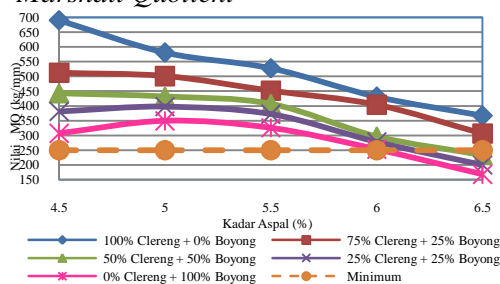 Marshall Quotient
700
650
600
550
500
450
400
350
300
250
200
150
Nilai MQ (kg/mm)
4.5 5 5.5 6 6.5
Kadar Aspal (%)
100% Clereng + 0% Boyong 75% Clereng + 25% Boyong
50% Clereng + 50% Boyong 25% Clereng + 25% Boyong
0% Clereng + 100% Boyong Minimum